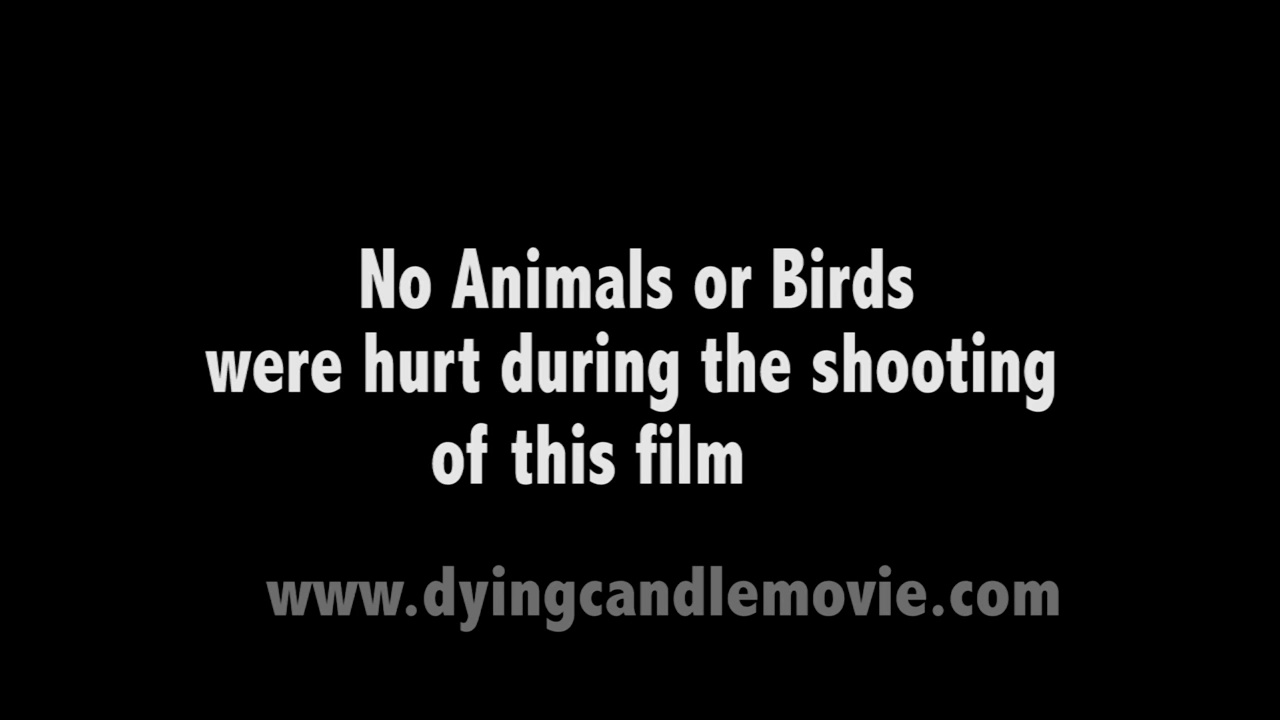 No Animals or Birds
were hurt during the shooting
of this film
www.dyingcandlemovie.com